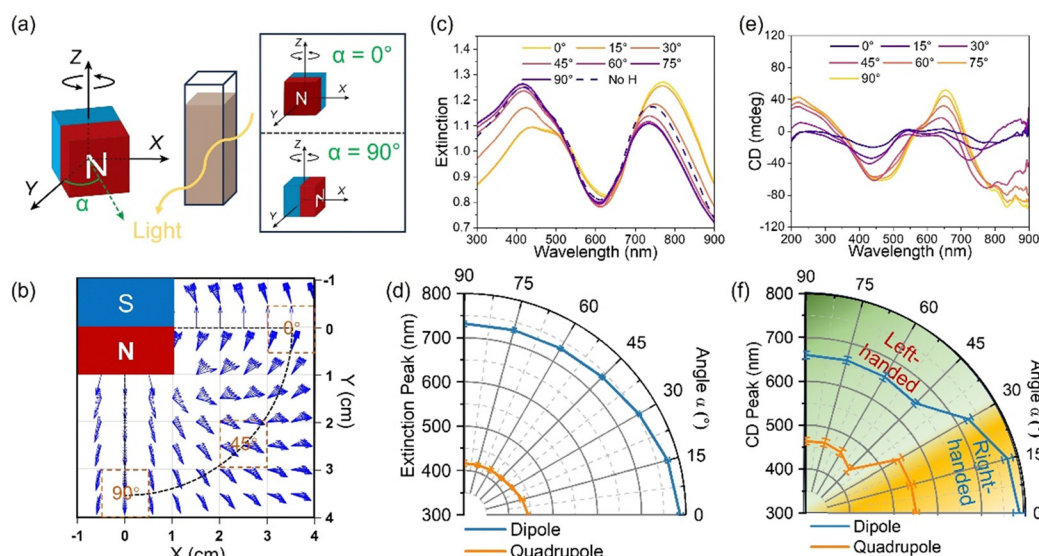 (a)
Z
N
X
Y
α
Light
α = 0°
Z
N
X
Y
α = 90°
Z
N
X
Y
(b)
S
N
0°
45°
90°
-1
0
1
2
3
4
Y (cm)
-1 0 1 2 3 4
X (cm)
(c)
0° 15° 30°
45° 60° 75°
90° No H
1.4
1.3
1.2
1.1
1.0
0.9
0.8
0.7
Extinction
300 400 500 600 700 800 900
Wavelength (nm)
(d)
90
75
60
45
30
15
0
Angle α (°)
800
700
600
500
400
300
Extinction Peak (nm)
Dipole
Quadrupole
(e)
0° 15° 30°
45° 60° 75°
90°
120
80
40
0
-40
-80
-120
CD (mdeg)
200 300 400 500 600 700 800 900
Wavelength (nm)
(f)
90
75
60
45
30
15
0
Angle α (°)
800
700
600
500
400
300
CD Peak (nm)
Left-
handed
Right-
handed
Dipole
Quadrupole